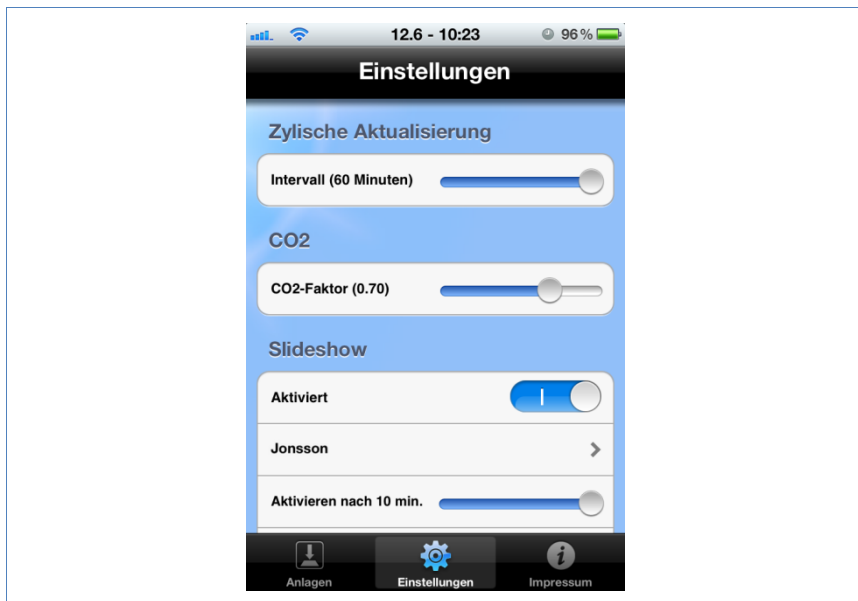 12.6 - 10:23 96 %
Einstellungen
Zylische Aktualisierung
Intervall (60 Minuten)
CO2
CO2-Faktor (0.70)
Slideshow
Aktiviert
Jonsson
Aktivieren nach 10 min.
Anlagen Einstellungen Impressum